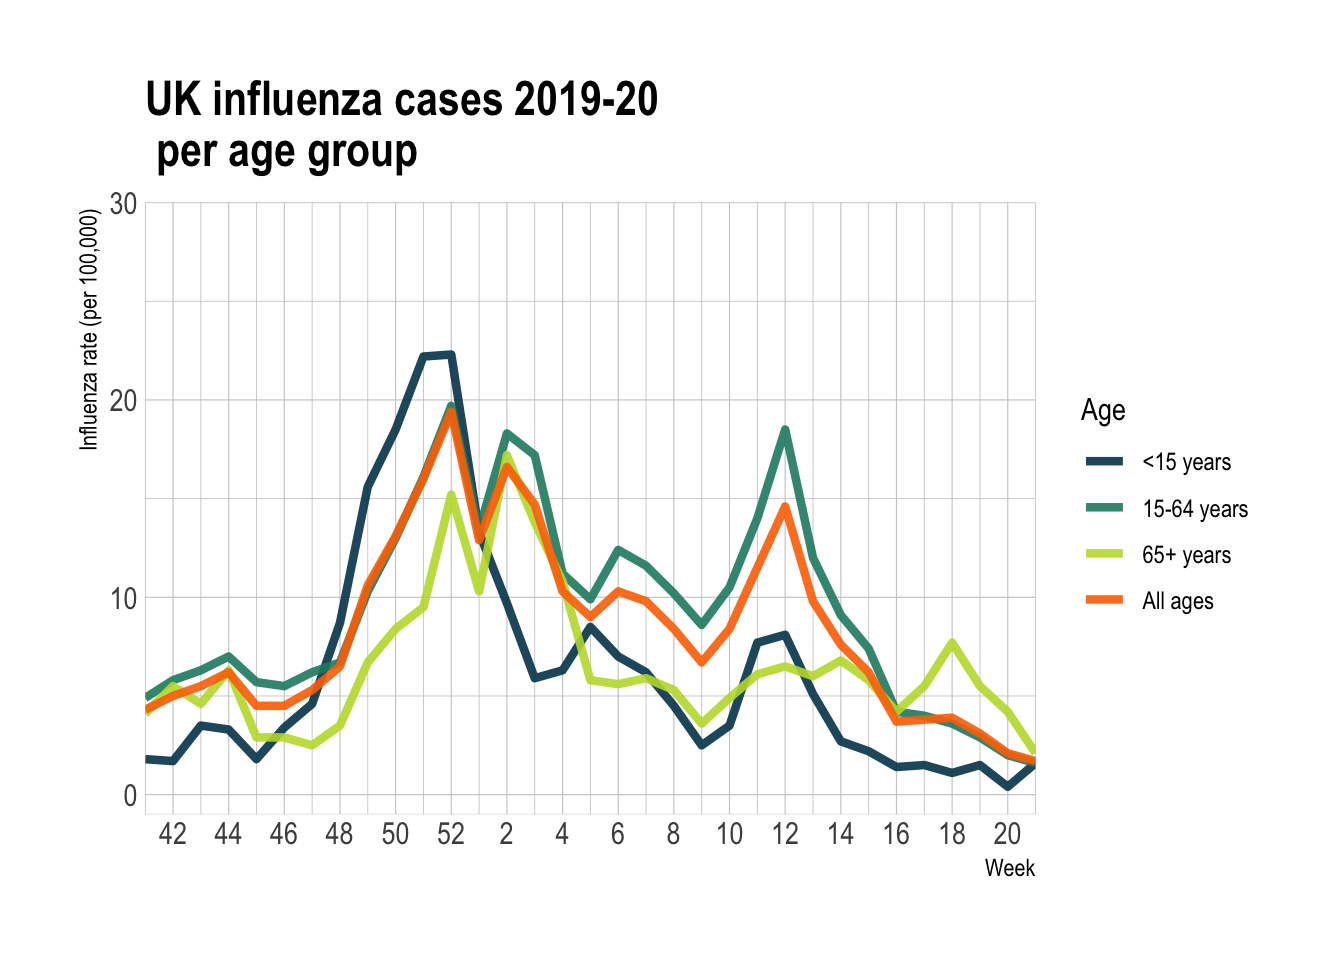 UK influenza cases 2019-20
per age group
Influenza rate (per 100,000)
30
20
10
0
42 44 46 48 50 52 2 4 6 8 10 12 14 16 18 20
Week
Age
<15 years
15-64 years
65+ years
All ages